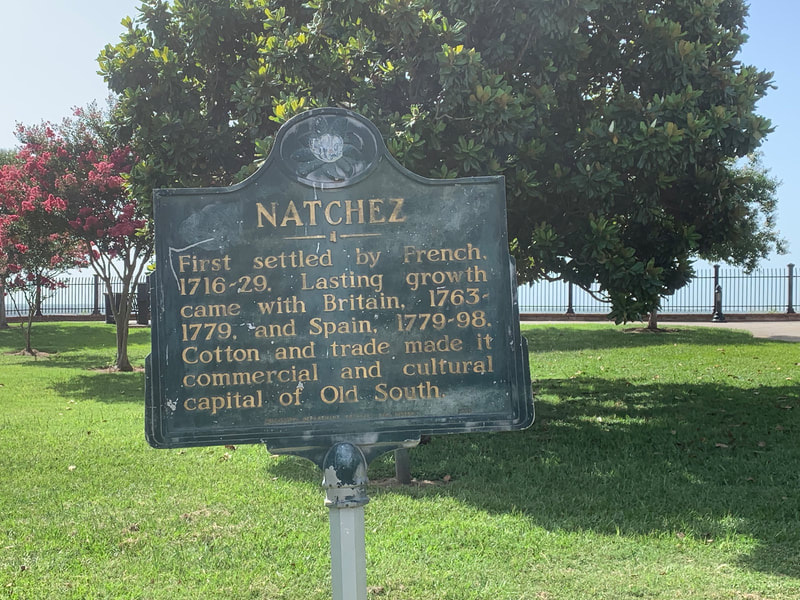 NATCHEZ
First settled by French,
1716-29. Lasting growth
came with Britain, 1763-
1779, and Spain, 1779-98.
Cotton and trade made it
commercial and cultural
capital of Old South.